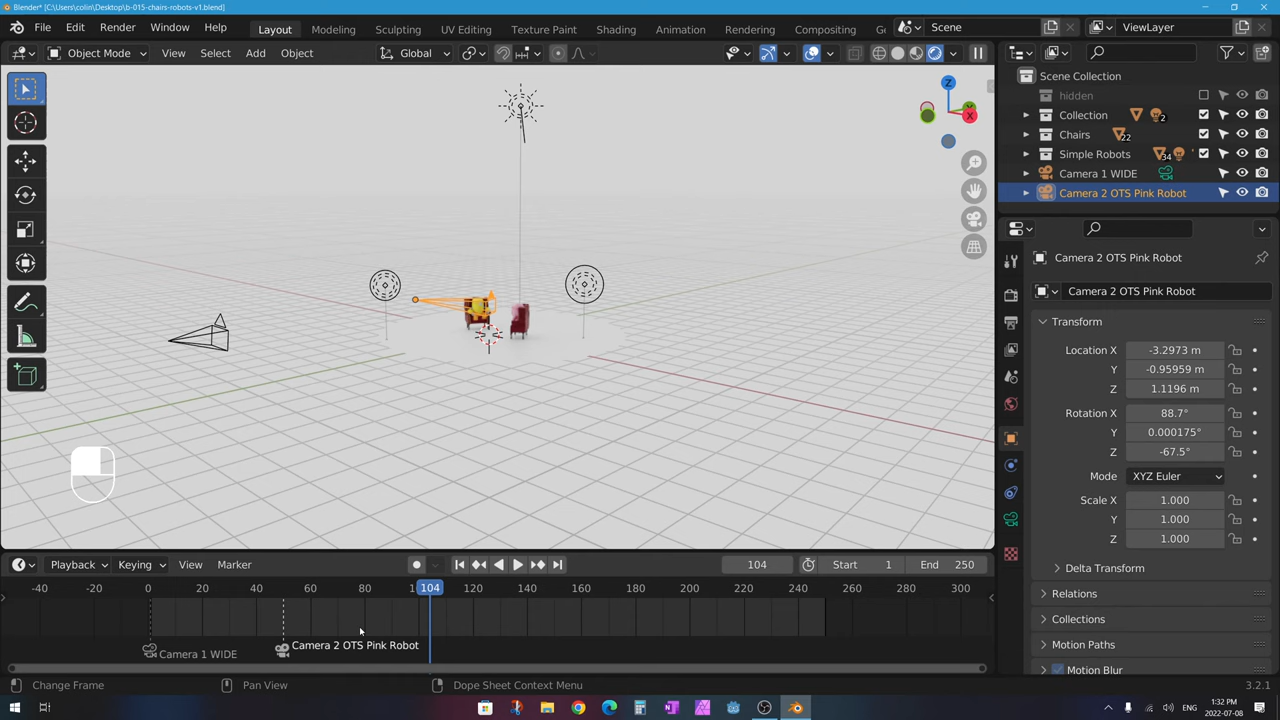 Blender* [C:\Users\colin\Desktop\b-015-chairs-robots-v1.blend]
File Edit Render Window Help Layout Modeling Sculpting UV Editing Texture Paint Shading Animation Rendering Compositing Ge Scene ViewLayer
Object Mode View Select Add Object Global
Scene Collection
hidden
Collection 2
Chairs 22
Simple Robots 34
Camera 1 WIDE
Camera 2 OTS Pink Robot
Z
X
Camera 2 OTS Pink Robot
Camera 2 OTS Pink Robot
Transform
Location X -3.2973 m
Y -0.95959 m
Z 1.1196 m
Rotation X 88.7°
Y 0.000175°
Z -67.5°
Mode XYZ Euler
Scale X 1.000
Y 1.000
Z 1.000
Delta Transform
Relations
Collections
Motion Paths
Motion Blur
Playback Keying View Marker 104 Start 1 End 250
-40 -20 0 20 40 60 80 1 104 120 140 160 180 200 220 240 260 280 300
Camera 2 OTS Pink Robot
Camera 1 WIDE
Change Frame Pan View Dope Sheet Context Menu 3.2.1
ENG 1:32 PM 2022-07-08